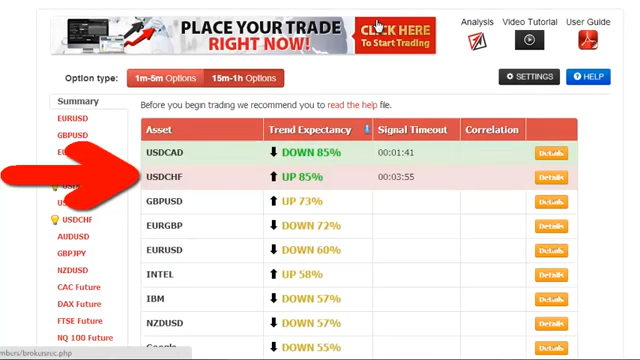 PLACE YOUR TRADE
RIGHT NOW!
CLICK HERE
To Start Trading
Analysis
Video Tutorial
User Guide
Option type:
1m-5m Options
15m-1h Options
SETTINGS
HELP
Summary
Before you begin trading we recommend you to read the help file.
EURUSD
GBPUSD
USDCHF
AUDUSD
GBPJPY
NZDUSD
CAC Future
DAX Future
FTSE Future
NQ 100 Future
Asset Trend Expectancy Signal Timeout Correlation
USDCAD DOWN 85% 00:01:41 Details
USDCHF UP 85% 00:03:55 Details
GBPUSD UP 73% Details
EURGBP DOWN 72% Details
EURUSD DOWN 60% Details
INTEL UP 58% Details
IBM DOWN 57% Details
NZDUSD DOWN 57% Details
Google DOWN 55% Details
mbers/brokersrec.php